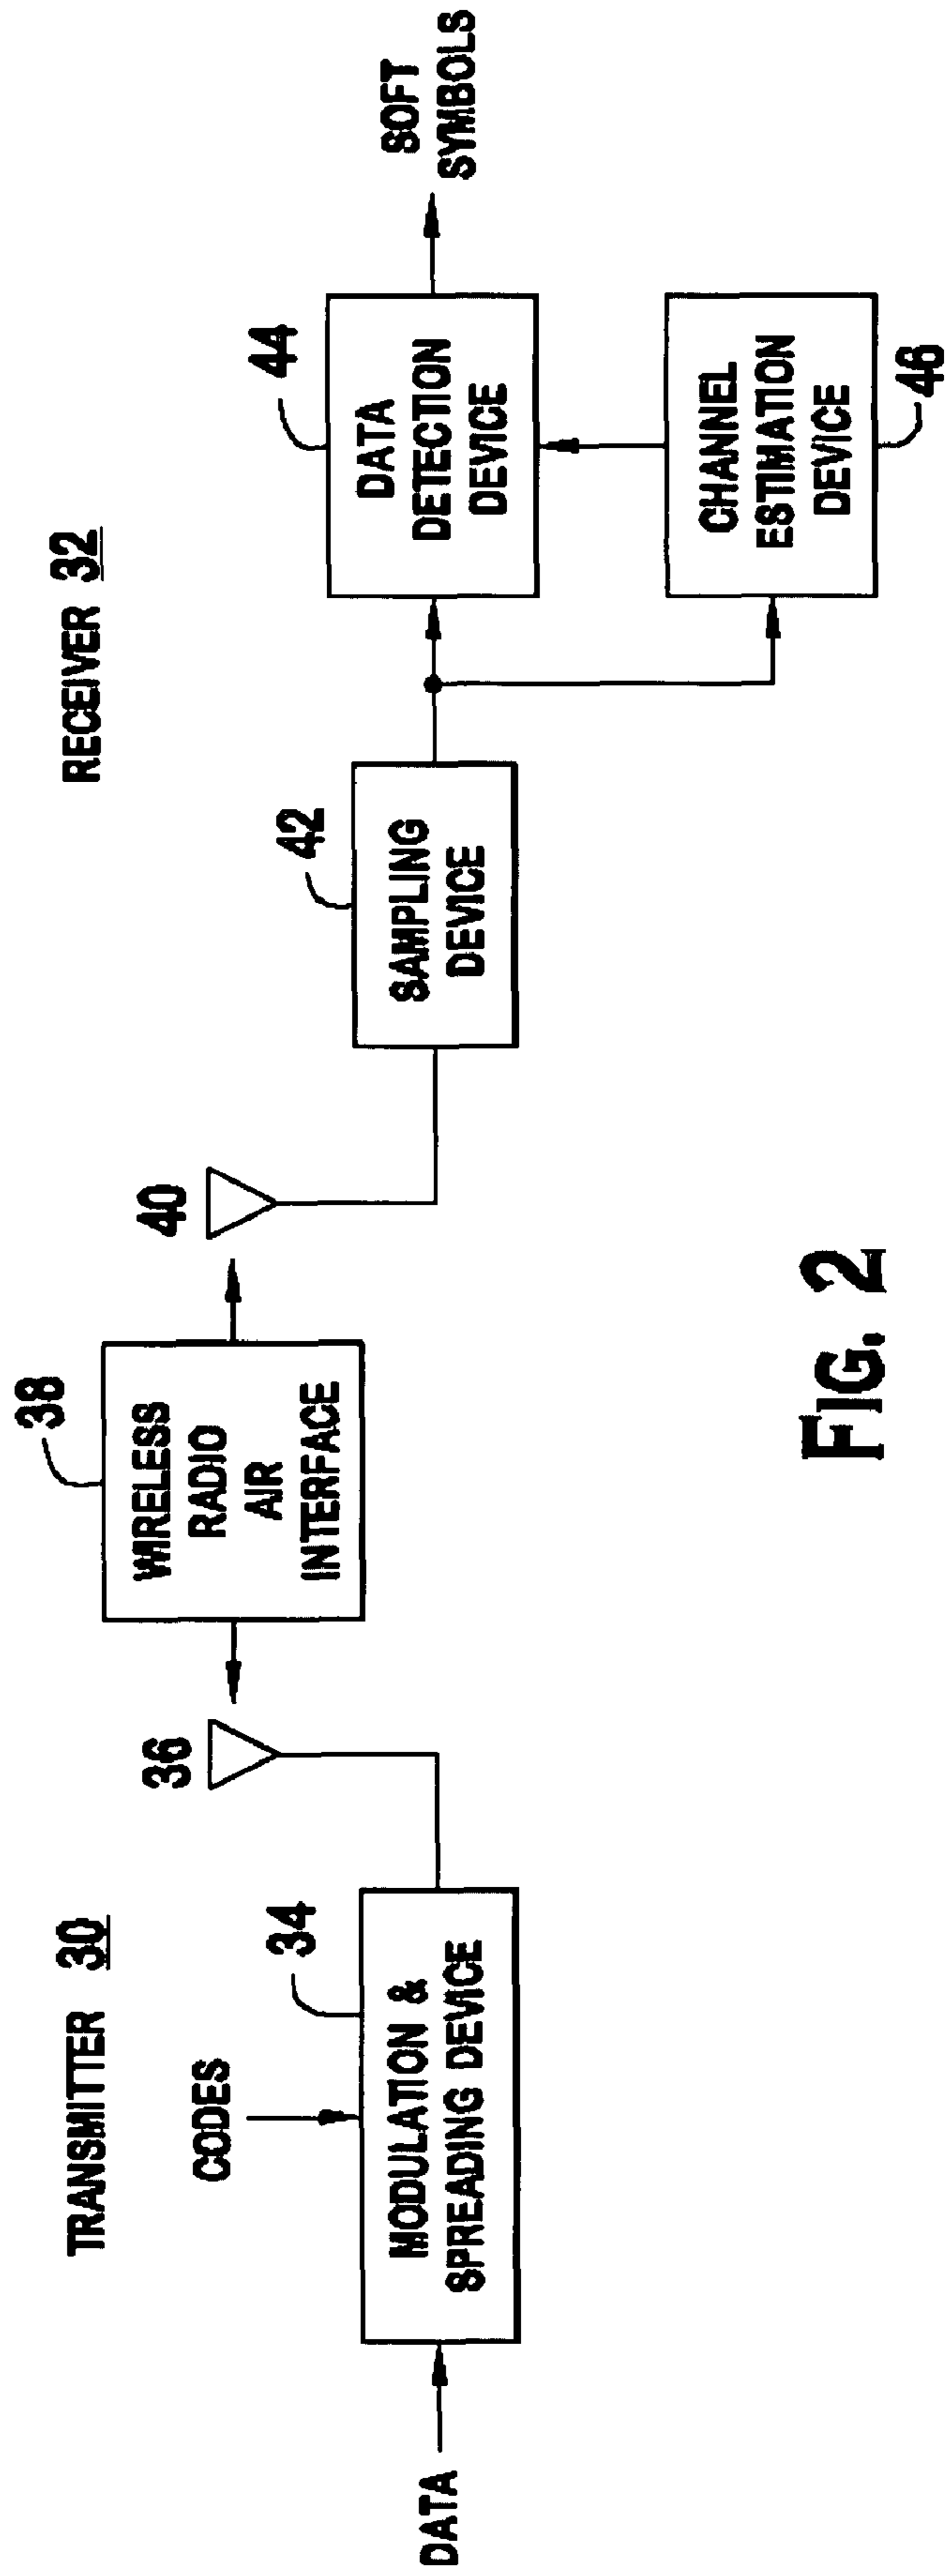 TRANSMITTER 30
RECEIVER 32
38
WIRELESS
RADIO
AIR
INTERFACE
36
40
CODES
34
MODULATION &
SPREADING DEVICE
DATA
42
SAMPLING
DEVICE
44
DATA
DETECTION
DEVICE
SOFT
SYMBOLS
CHANNEL
ESTIMATION
DEVICE
46
FIG. 2